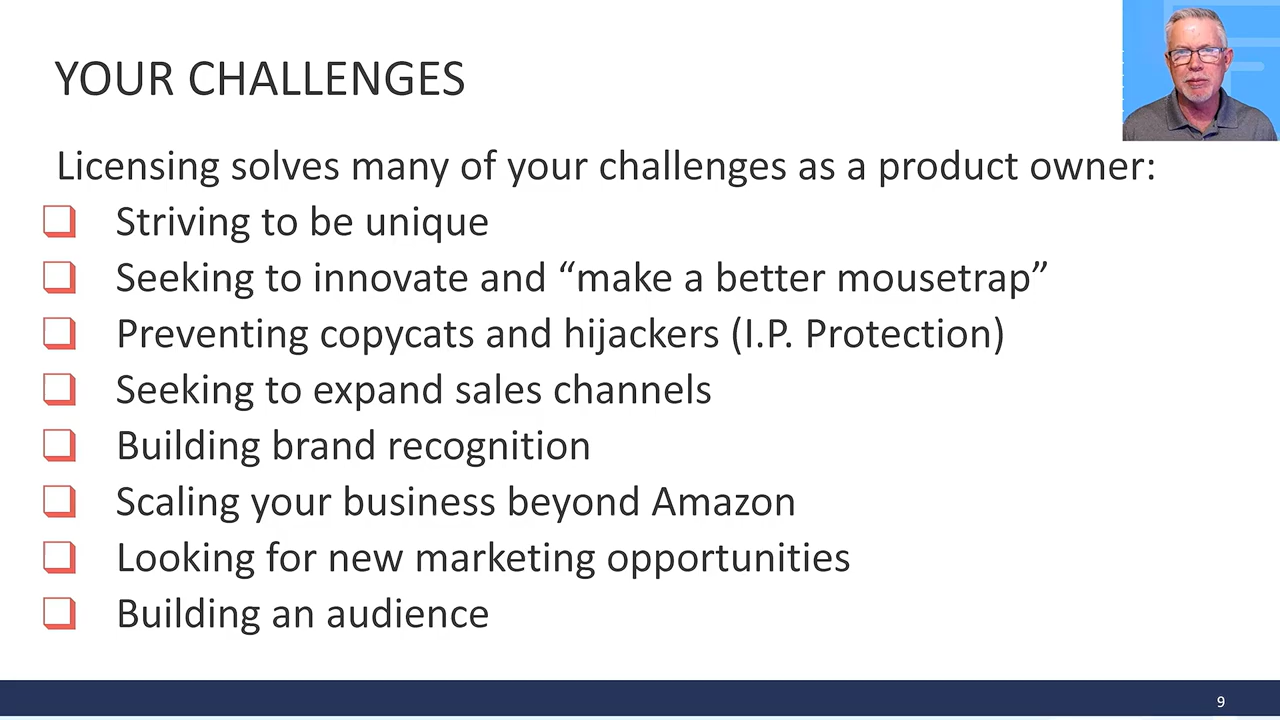 YOUR CHALLENGES
Licensing solves many of your challenges as a product owner:
Striving to be unique
Seeking to innovate and “make a better mousetrap”
Preventing copycats and hijackers (I.P. Protection)
Seeking to expand sales channels
Building brand recognition
Scaling your business beyond Amazon
Looking for new marketing opportunities
Building an audience
9